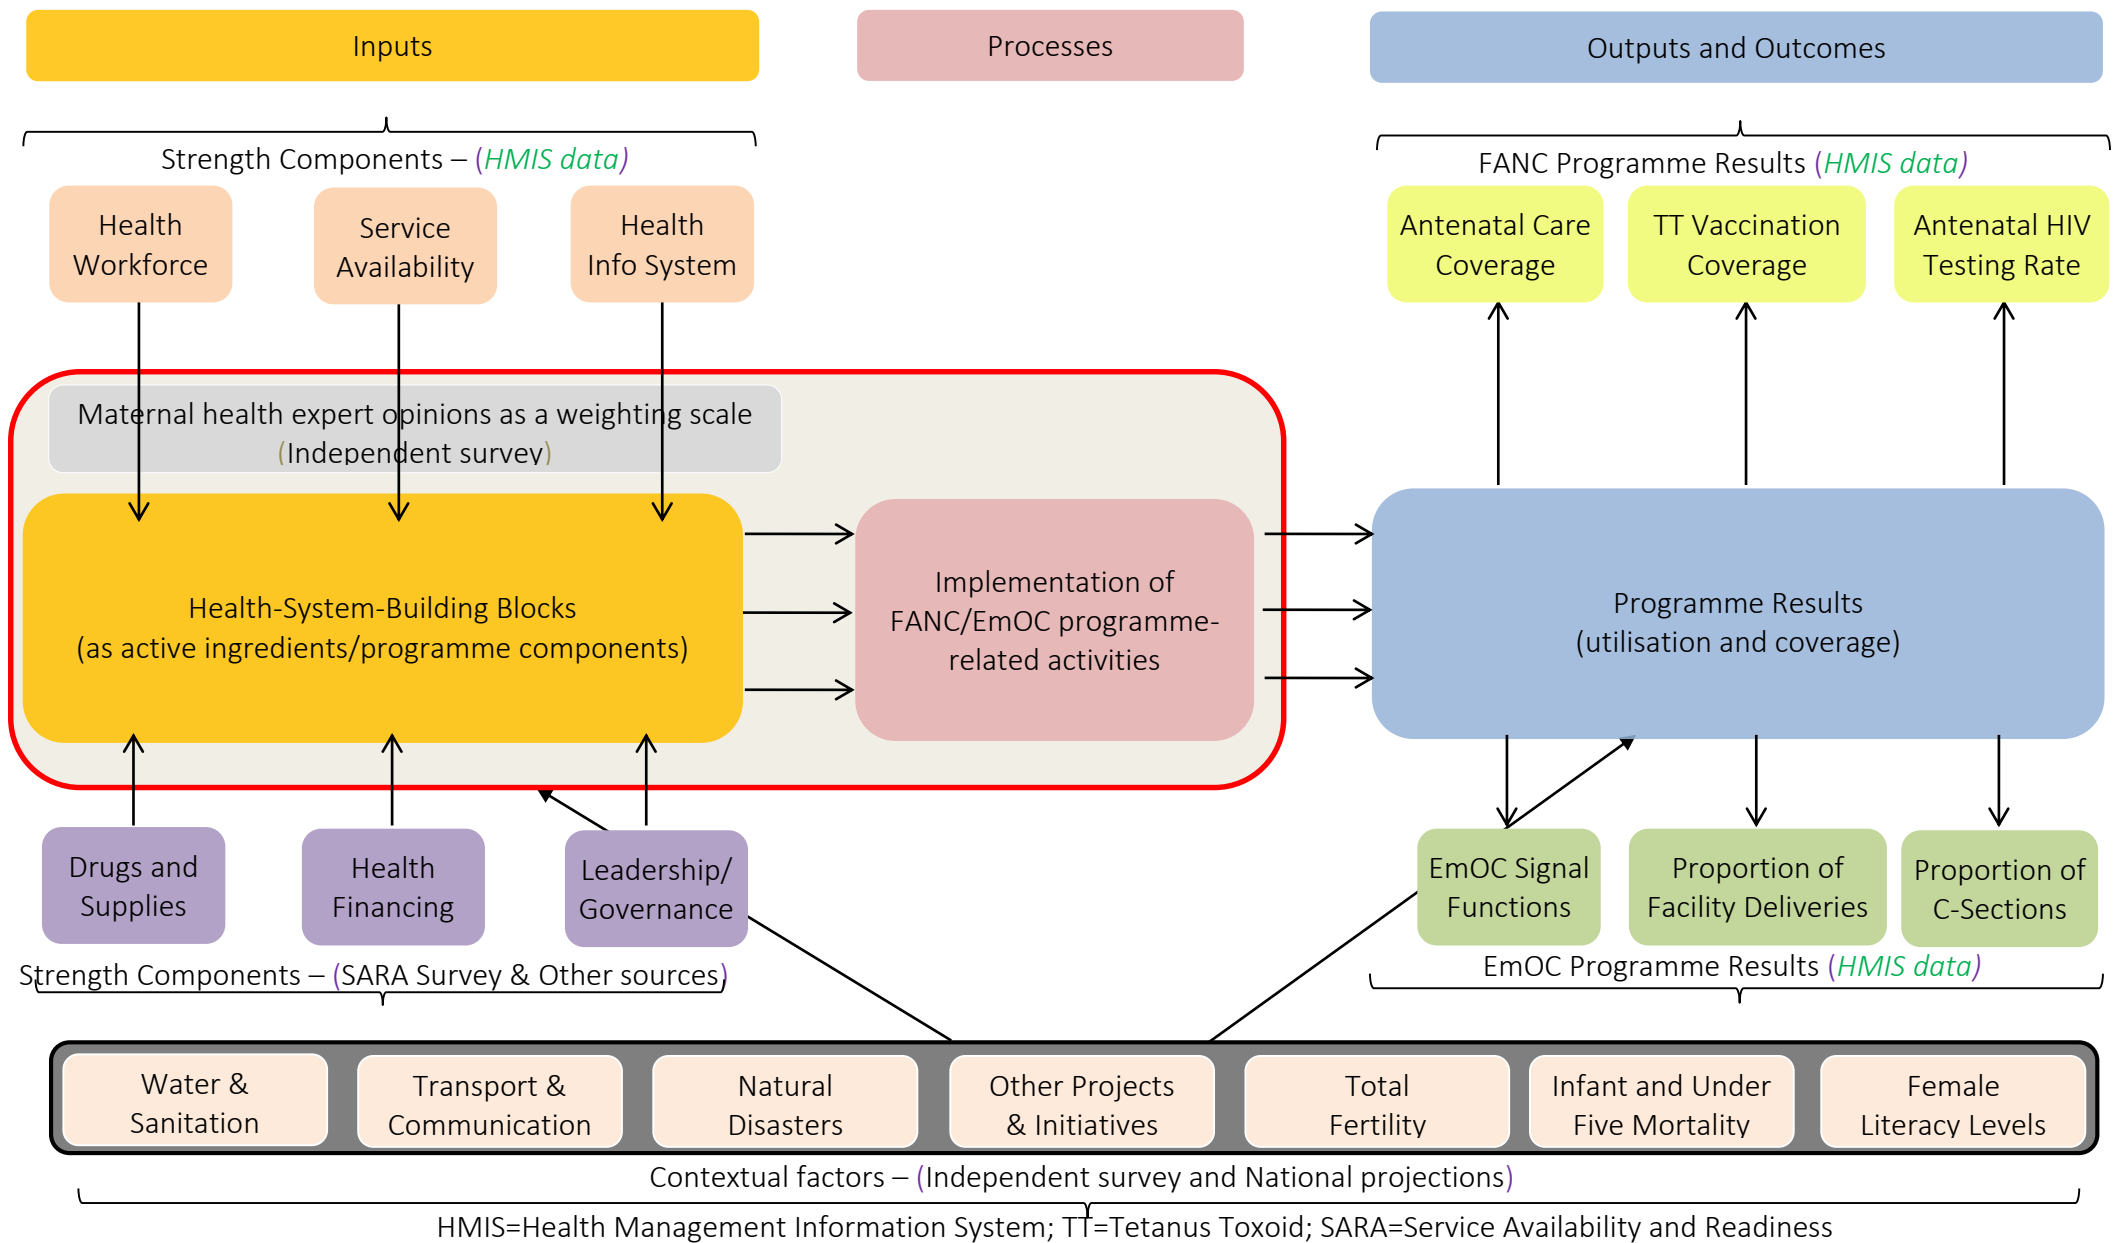 Inputs
Processes
Outputs and Outcomes
Strength Components – (HMIS data)
FANC Programme Results (HMIS data)
Health
Workforce
Service
Availability
Health
Info System
Antenatal Care
Coverage
TT Vaccination
Coverage
Antenatal HIV
Testing Rate
Maternal health expert opinions as a weighting scale
(Independent survey)
Health-System-Building Blocks
(as active ingredients/programme components)
Implementation of
FANC/EmOC programme-
related activities
Programme Results
(utilisation and coverage)
Drugs and
Supplies
Health
Financing
Leadership/
Governance
EmOC Signal
Functions
Proportion of
Facility Deliveries
Proportion of
C-Sections
Strength Components – (SARA Survey & Other sources)
EmOC Programme Results (HMIS data)
Water &
Sanitation
Transport &
Communication
Natural
Disasters
Other Projects
& Initiatives
Total
Fertility
Infant and Under
Five Mortality
Female
Literacy Levels
Contextual factors – (Independent survey and National projections)
HMIS=Health Management Information System; TT=Tetanus Toxoid; SARA=Service Availability and Readiness